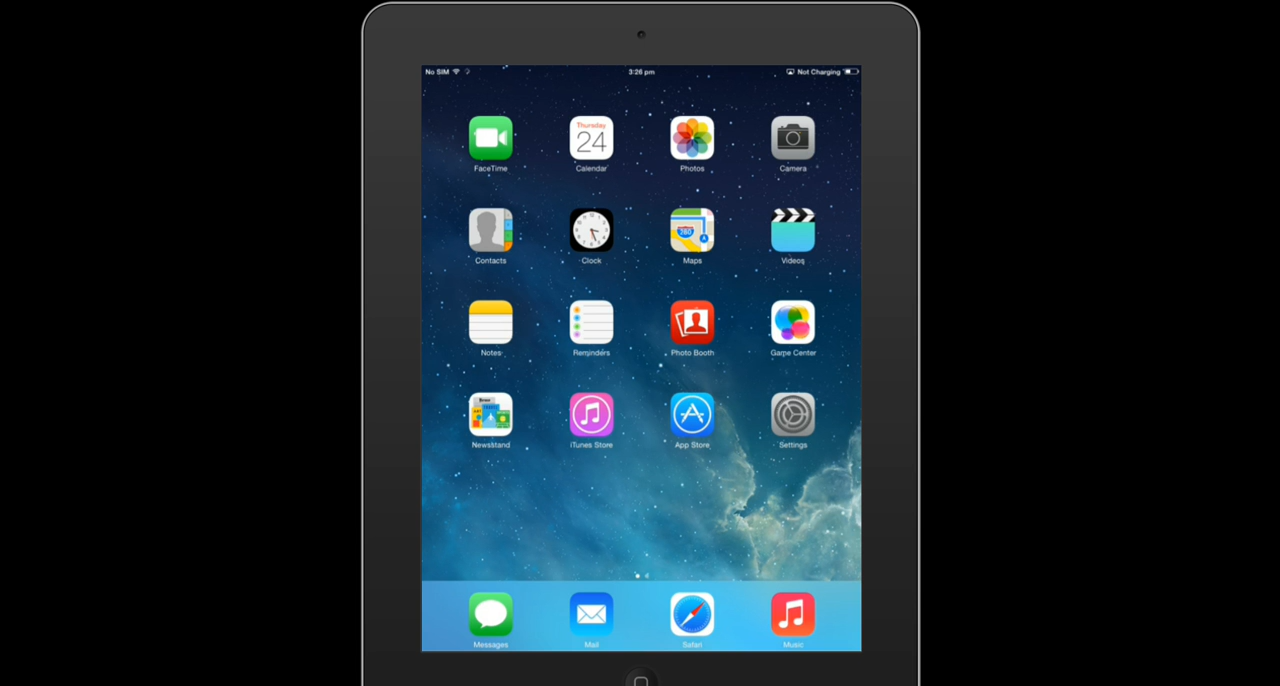 No SIM 3:26 pm Not Charging
Thursday
24
FaceTime Calendar Photos Camera
280
Contacts Clock Maps Videos
Notes Reminders Photo Booth Game Center
Newsstand iTunes Store App Store Settings
Messages Mail Safari Music